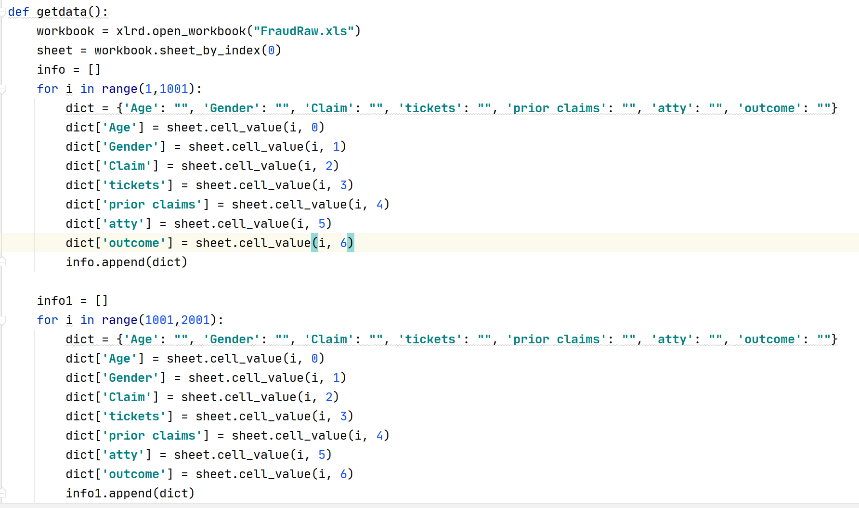 def getdata():
    workbook = xlrd.open_workbook("FraudRaw.xls")
    sheet = workbook.sheet_by_index(0)
    info = []
    for i in range(1,1001):
        dict = {'Age': "", 'Gender': "", 'Claim': "", 'tickets': "", 'prior claims': "", 'atty': "", 'outcome': ""}
        dict['Age'] = sheet.cell_value(i, 0)
        dict['Gender'] = sheet.cell_value(i, 1)
        dict['Claim'] = sheet.cell_value(i, 2)
        dict['tickets'] = sheet.cell_value(i, 3)
        dict['prior claims'] = sheet.cell_value(i, 4)
        dict['atty'] = sheet.cell_value(i, 5)
        dict['outcome'] = sheet.cell_value(i, 6)
        info.append(dict)

    info1 = []
    for i in range(1001,2001):
        dict = {'Age': "", 'Gender': "", 'Claim': "", 'tickets': "", 'prior claims': "", 'atty': "", 'outcome': ""}
        dict['Age'] = sheet.cell_value(i, 0)
        dict['Gender'] = sheet.cell_value(i, 1)
        dict['Claim'] = sheet.cell_value(i, 2)
        dict['tickets'] = sheet.cell_value(i, 3)
        dict['prior claims'] = sheet.cell_value(i, 4)
        dict['atty'] = sheet.cell_value(i, 5)
        dict['outcome'] = sheet.cell_value(i, 6)
        info1.append(dict)